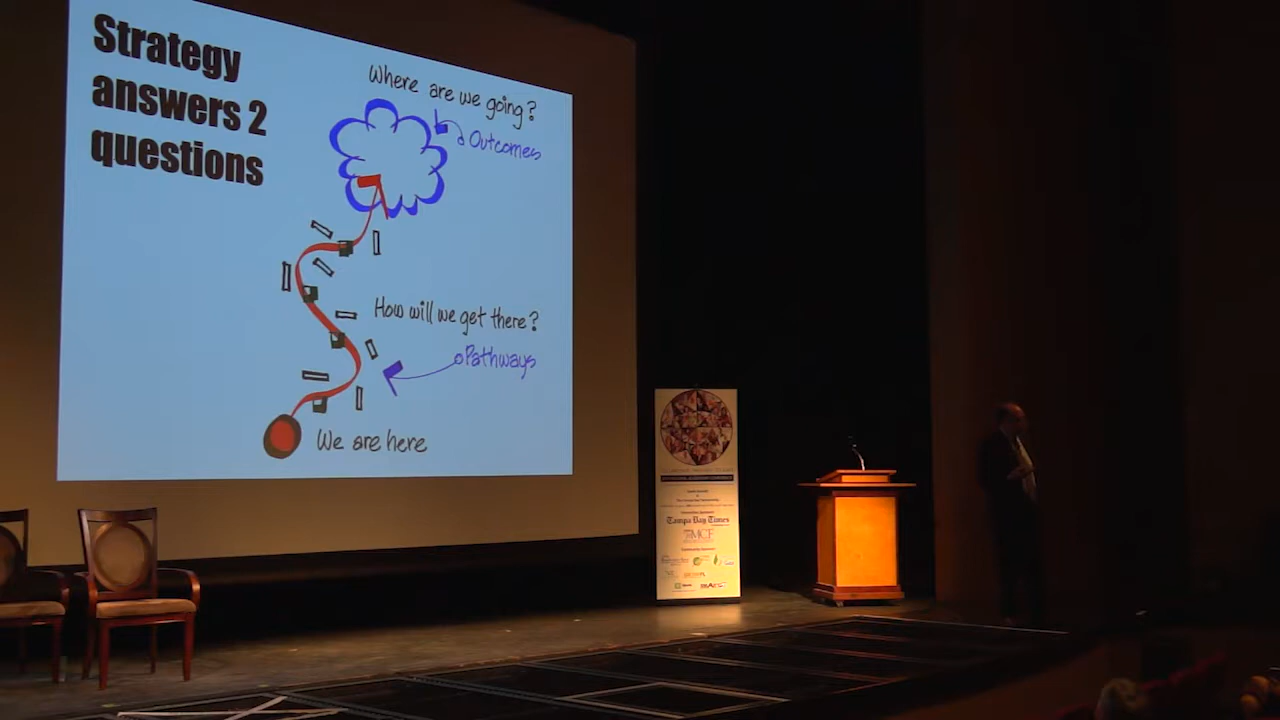 Strategy
answers 2
questions
Where are we going?
Outcomes
How will we get there?
Pathways
We are here
Tampa Bay Times
MCF